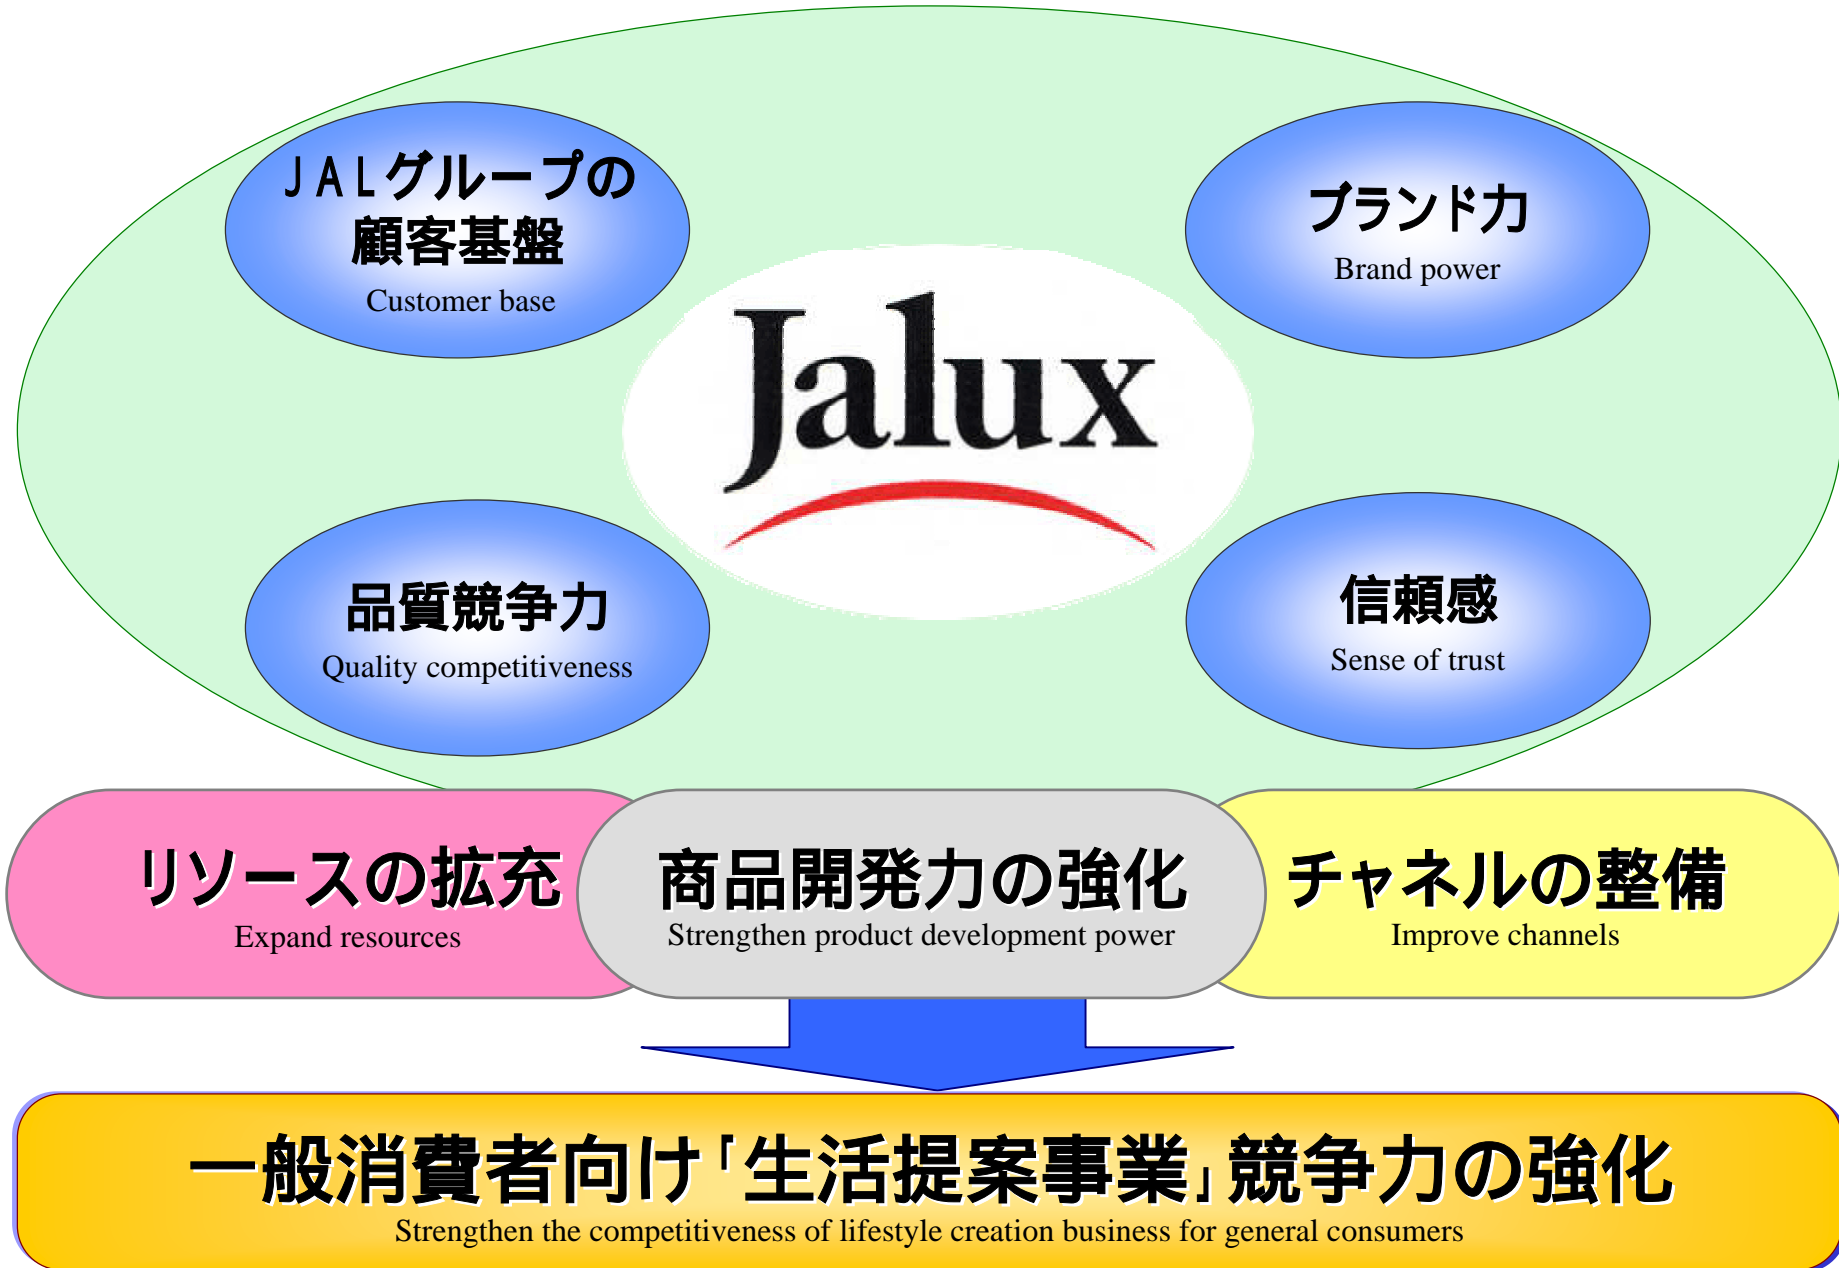 JALグループの
顧客基盤
Customer base
ブランド力
Brand power
Jalux
品質競争力
Quality competitiveness
信頼感
Sense of trust
リソースの拡充
Expand resources
商品開発力の強化
Strengthen product development power
チャネルの整備
Improve channels
一般消費者向け「生活提案事業」競争力の強化
Strengthen the competitiveness of lifestyle creation business for general consumers